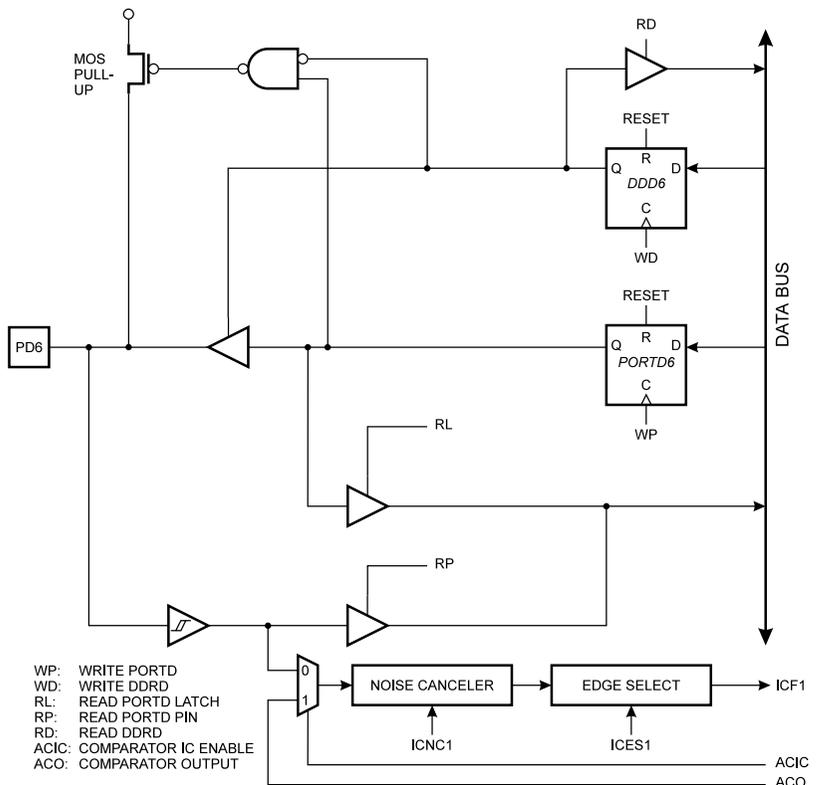 RD
MOS
PULL-
UP
RESET
R
Q
D
DDD6
C
WD
DATA BUS
RESET
R
Q
D
PD6
PORTD6
C
WP
RL
RP
0
1
NOISE CANCELER
EDGE SELECT
ICF1
ICNC1
ICES1
ACIC
ACO
WP: WRITE PORTD
WD: WRITE DDRD
RL: READ PORTD LATCH
RP: READ PORTD PIN
RD: READ DDRD
ACIC: COMPARATOR IC ENABLE
ACO: COMPARATOR OUTPUT